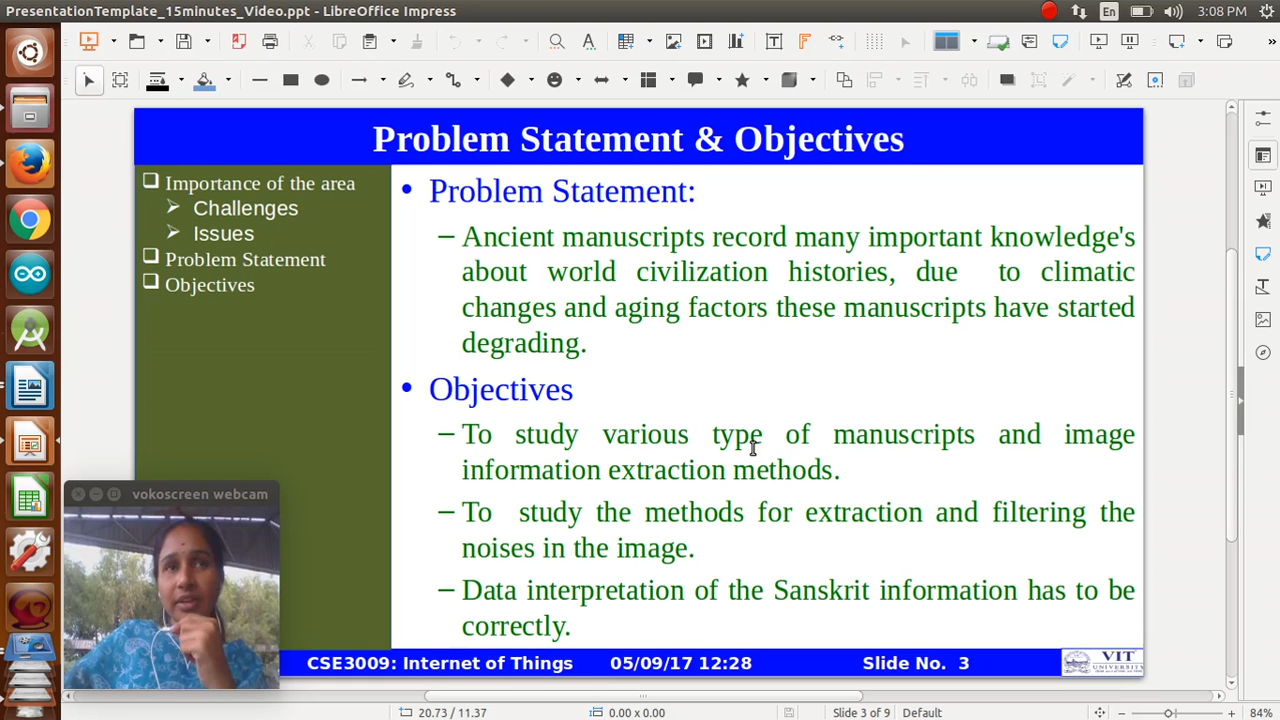 PresentationTemplate_15minutes_Video.ppt - LibreOffice Impress
En
3:08 PM
Problem Statement & Objectives
Importance of the area
Challenges
Issues
Problem Statement
Objectives
• Problem Statement:
– Ancient manuscripts record many important knowledge's
about world civilization histories, due to climatic
changes and aging factors these manuscripts have started
degrading.
• Objectives
– To study various type of manuscripts and image
information extraction methods.
– To study the methods for extraction and filtering the
noises in the image.
– Data interpretation of the Sanskrit information has to be
correctly.
vokoscreen webcam
CSE3009: Internet of Things 05/09/17 12:28 Slide No. 3
VIT
UNIVERSITY
20.73 / 11.37 0.00 x 0.00 Slide 3 of 9 Default 84%